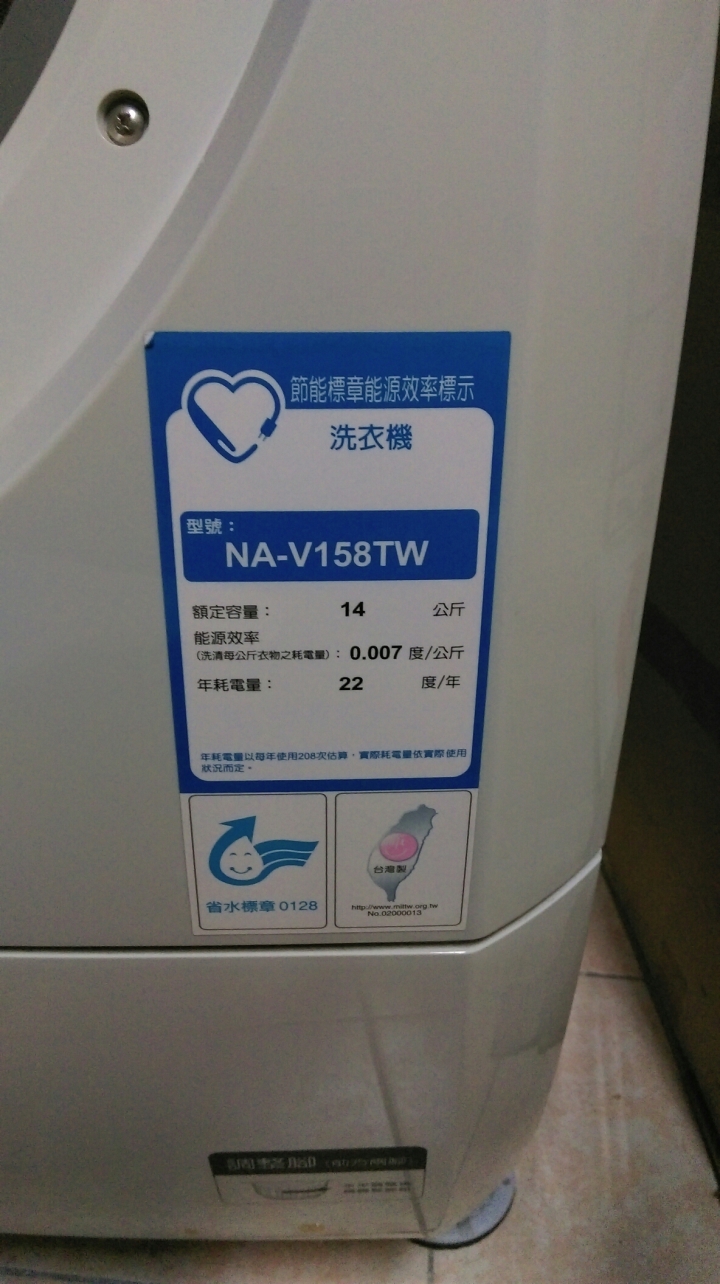 節能標章能源效率標示
洗衣機
型號：
NA-V158TW
額定容量： 14 公斤
能源效率
(洗清每公斤衣物之耗電量)： 0.007 度/公斤
年耗電量： 22 度/年
年耗電量以每年使用208次估算，實際耗電量依實際使用
狀況而定。
省水標章 0128
台灣製
http://www.mittw.org.tw
No.02000013
調整腳